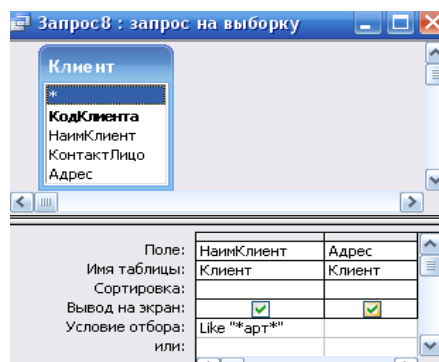 Запрос8 : запрос на выборку
Клиент
*
КодКлиента
НаимКлиент
КонтактЛицо
Адрес
Поле: НаимКлиент Адрес
Имя таблицы: Клиент Клиент
Сортировка:
Вывод на экран:
Условие отбора: Like "*арт*"
или: